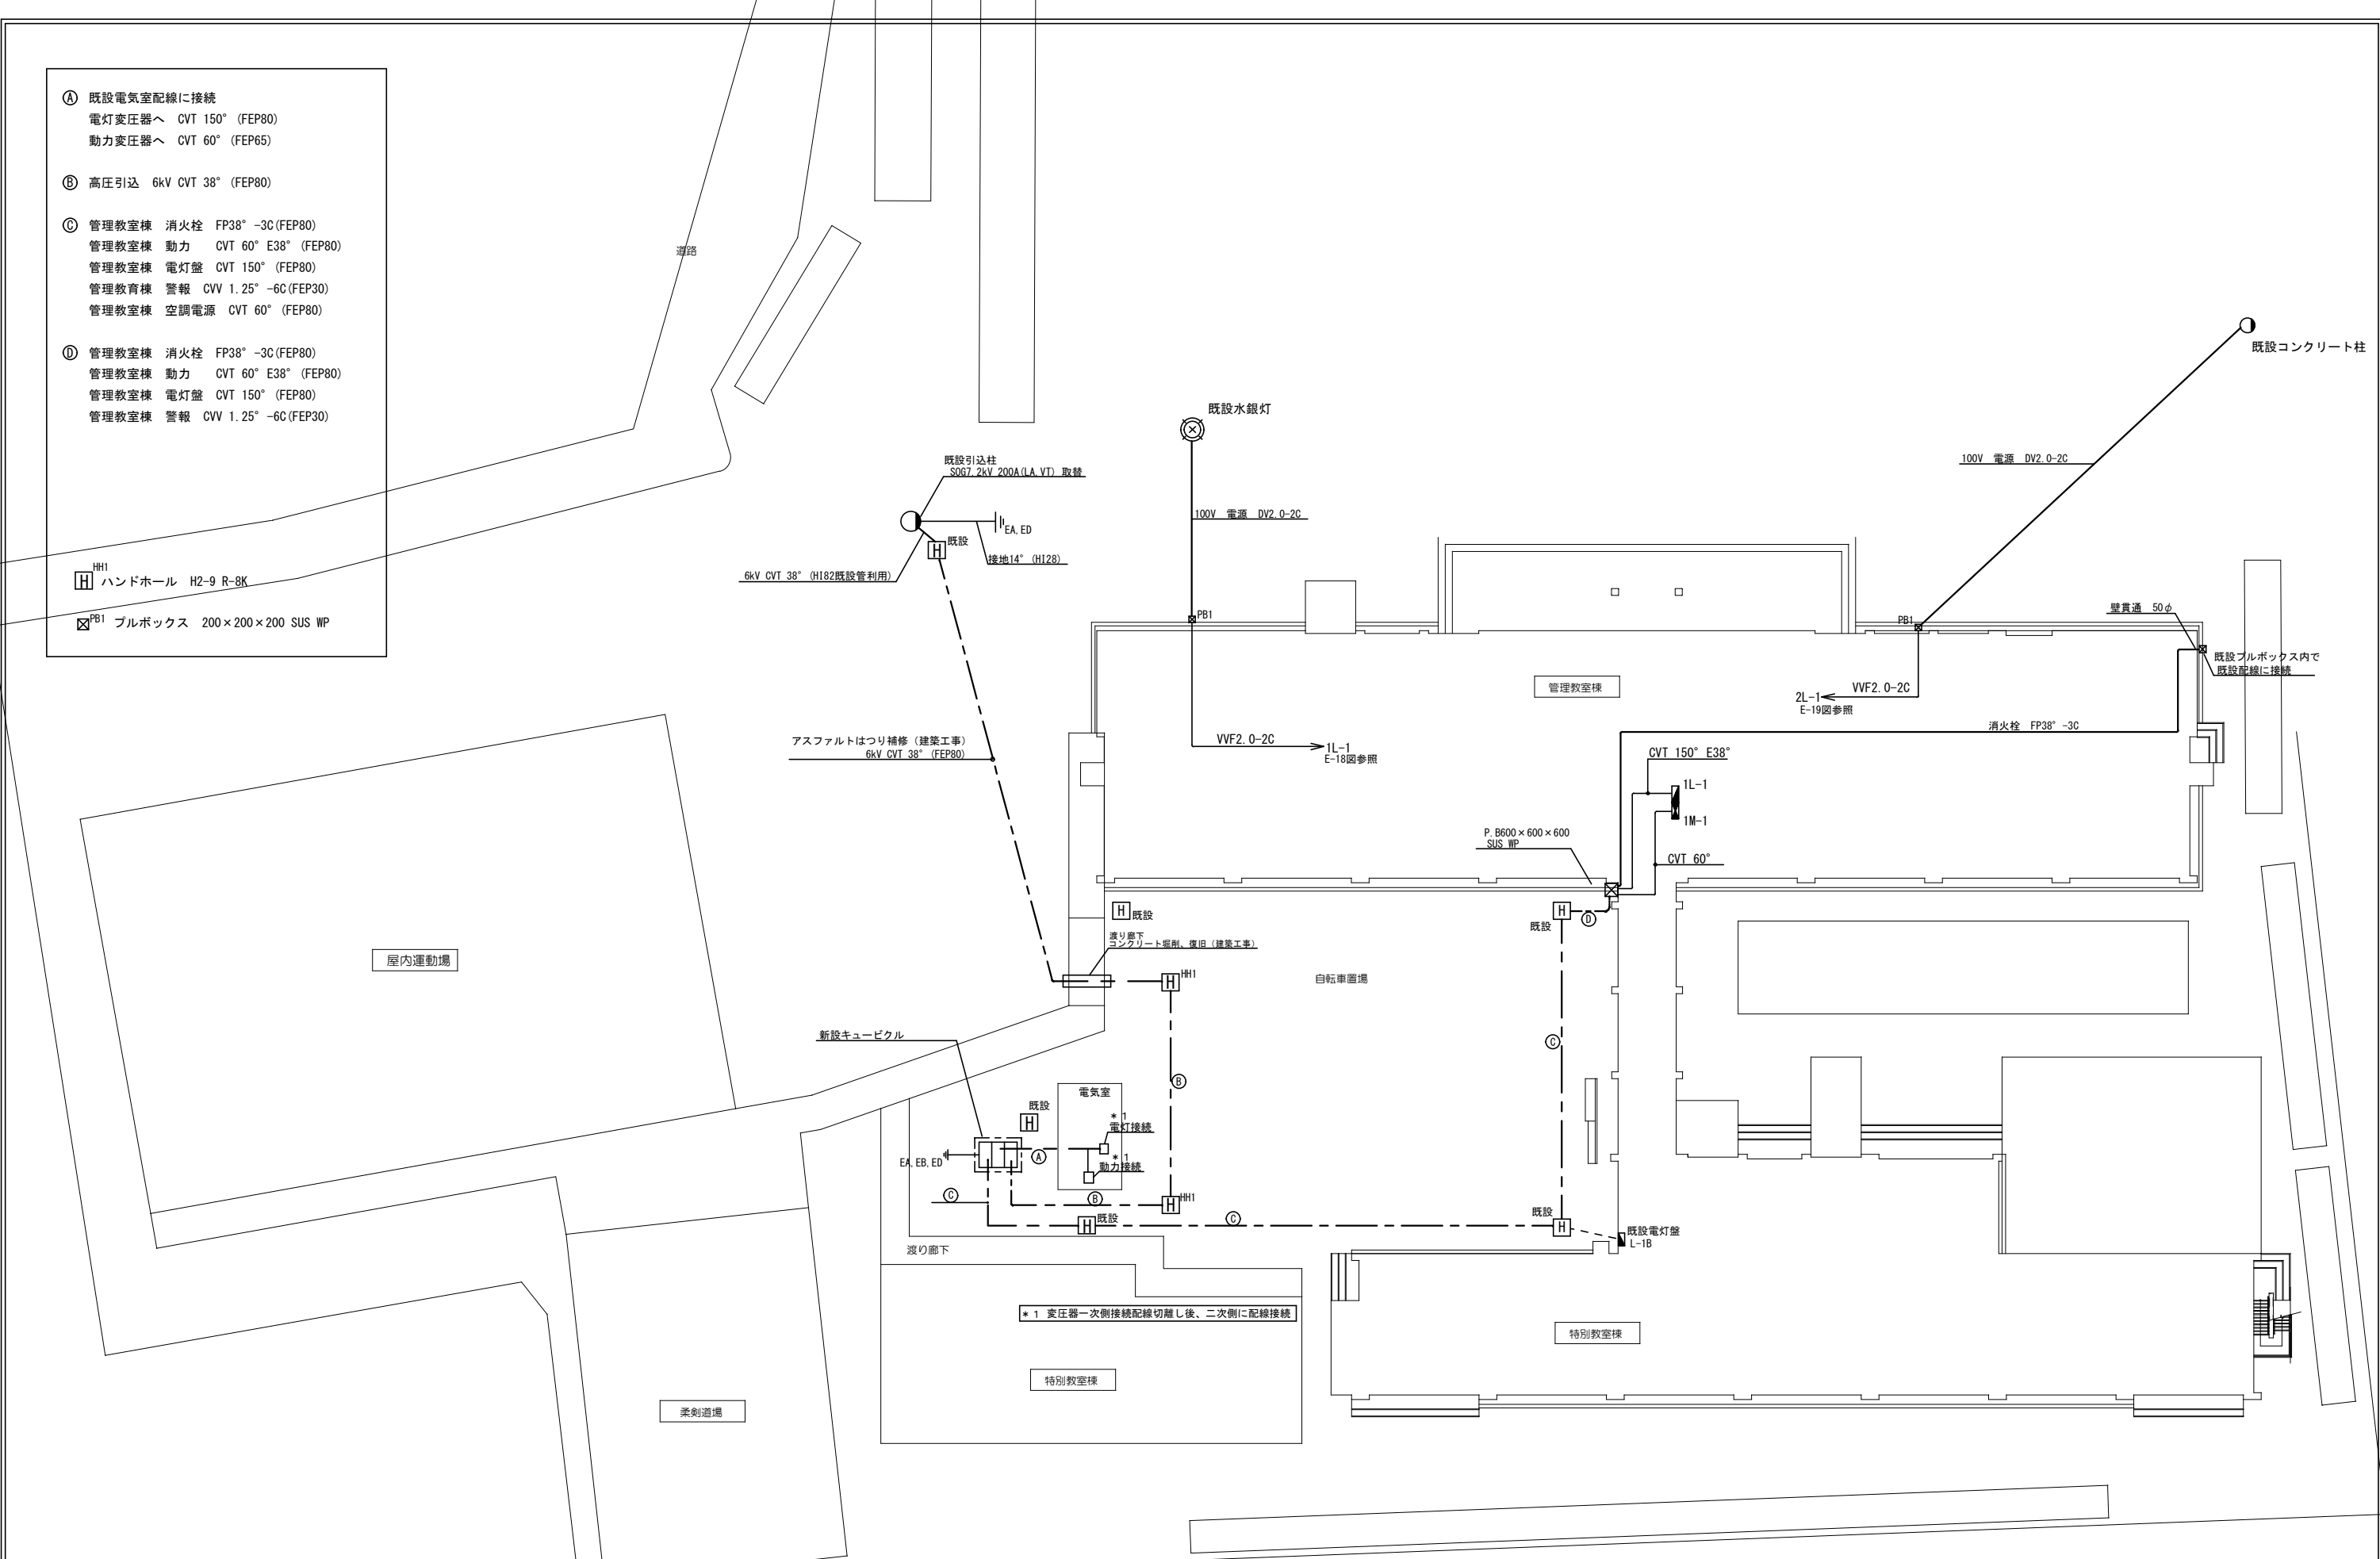 Ⓐ 既設電気室配線に接続
電灯変圧器へ CVT 150°(FEP80)
動力変圧器へ CVT 60°(FEP65)
Ⓑ 高圧引込 6kV CVT 38°(FEP80)
Ⓒ 管理教室棟 消火栓 FP38°-3C(FEP80)
管理教室棟 動力 CVT 60°E38°(FEP80)
管理教室棟 電灯盤 CVT 150°(FEP80)
管理教育棟 警報 CVV 1.25°-6C(FEP30)
管理教室棟 空調電源 CVT 60°(FEP80)
Ⓓ 管理教室棟 消火栓 FP38°-3C(FEP80)
管理教室棟 動力 CVT 60°E38°(FEP80)
管理教室棟 電灯盤 CVT 150°(FEP80)
管理教室棟 警報 CVV 1.25°-6C(FEP30)
HH1
H ハンドホール H2-9 R-8K
PB1 プルボックス 200×200×200 SUS WP
道路
既設コンクリート柱
既設水銀灯
100V 電源 DV2.0-2C
既設引込柱
SOG7.2kV 200A(LA,VT) 取替
100V 電源 DV2.0-2C
EA,ED
H 既設
接地14°(HI28)
6kV CVT 38°(HI82既設管利用)
PB1
PB1
壁貫通 50φ
既設プルボックス内で
既設配線に接続
管理教室棟
2L-1
VVF2.0-2C
E-19図参照
消火栓 FP38°-3C
アスファルトはつり補修（建築工事）
6kV CVT 38°(FEP80)
VVF2.0-2C
1L-1
E-18図参照
CVT 150°E38°
1L-1
1M-1
P.B600×600×600
SUS WP
CVT 60°
H 既設
H
既設
Ⓓ
渡り廊下
コンクリート堀削、復旧（建築工事）
屋内運動場
H HH1
自転車置場
新設キュービクル
Ⓒ
Ⓑ
電気室
既設
H
*1
電灯接続
EA,EB,ED
Ⓐ
*1
動力接続
Ⓒ
Ⓑ
H HH1
H 既設
Ⓒ
既設
H
既設電灯盤
L-1B
渡り廊下
*1 変圧器一次側接続配線切離し後、二次側に配線接続
特別教室棟
特別教室棟
柔剣道場